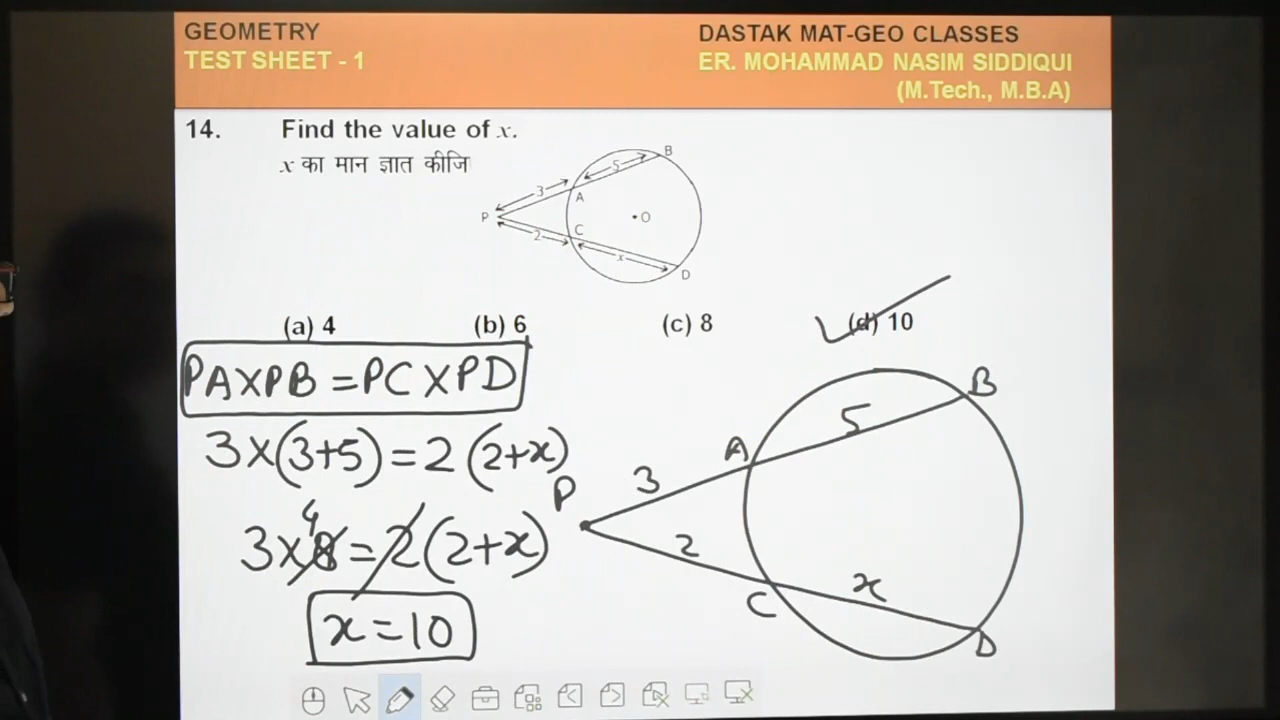 GEOMETRY
TEST SHEET - 1
DASTAK MAT-GEO CLASSES
ER. MOHAMMAD NASIM SIDDIQUI
(M.Tech., M.B.A)
14. Find the value of x.
x का मान ज्ञात कीजि
B
5
3
A
P
O
C
2
x
D
(a) 4 (b) 6 (c) 8 (d) 10
PA×PB=PC×PD
3×(3+5)=2(2+x)
3×8=2(2+x)
4
x=10
B
5
A
3
P
2
x
C
D